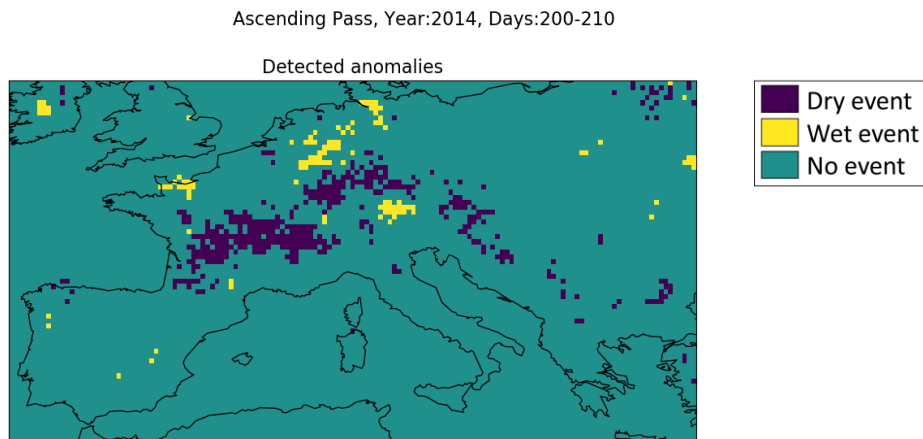 Ascending Pass, Year:2014, Days:200-210
Detected anomalies
Dry event
Wet event
No event